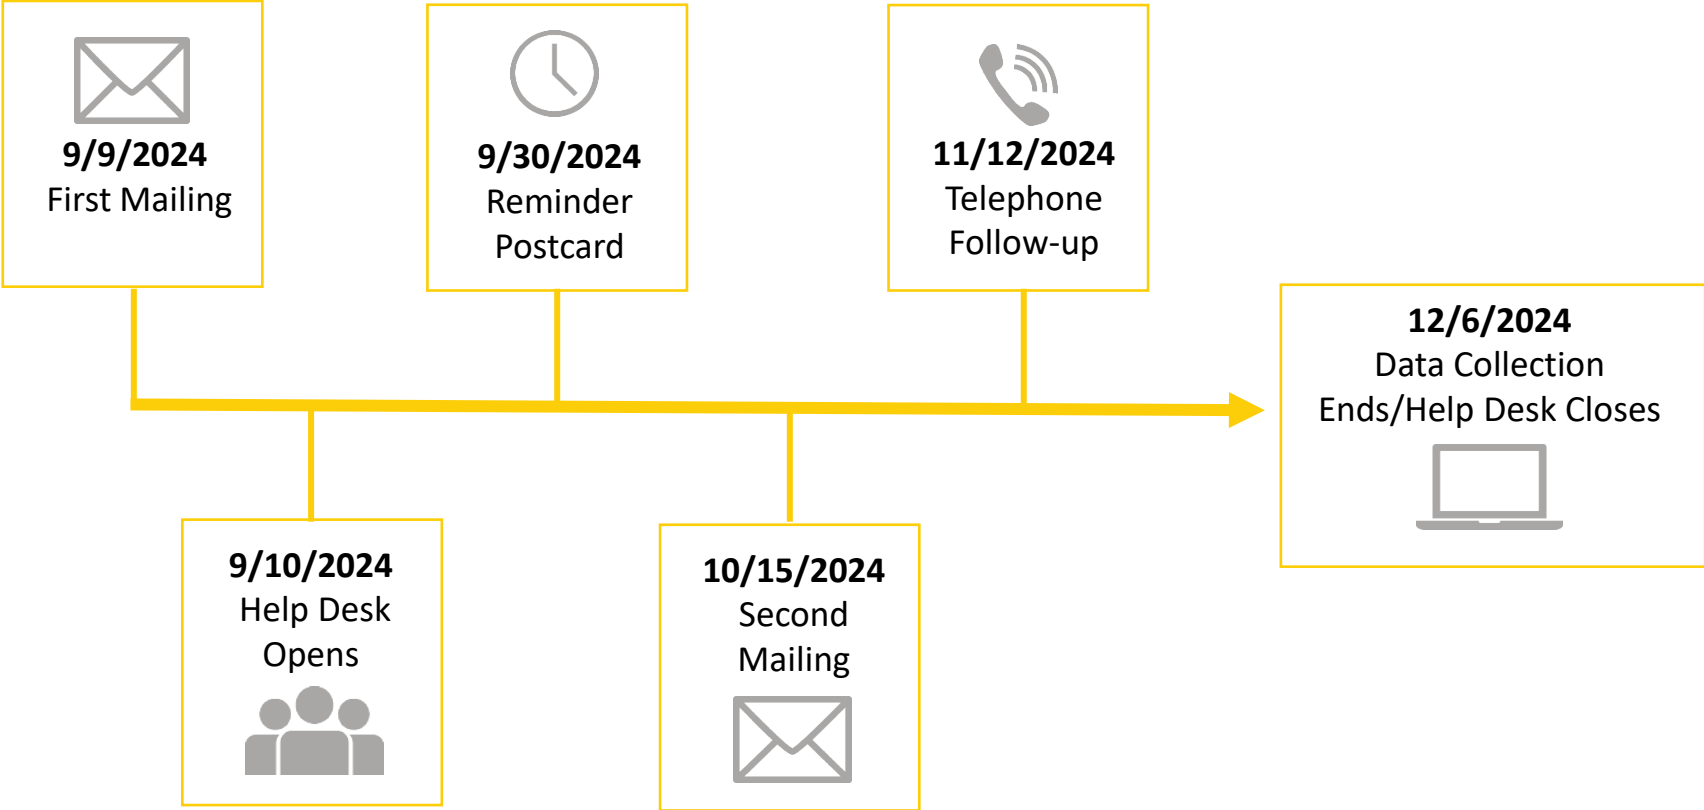 9/9/2024
First Mailing
9/10/2024
Help Desk
Opens
9/30/2024
Reminder
Postcard
10/15/2024
Second
Mailing
11/12/2024
Telephone
Follow-up
12/6/2024
Data Collection
Ends/Help Desk Closes